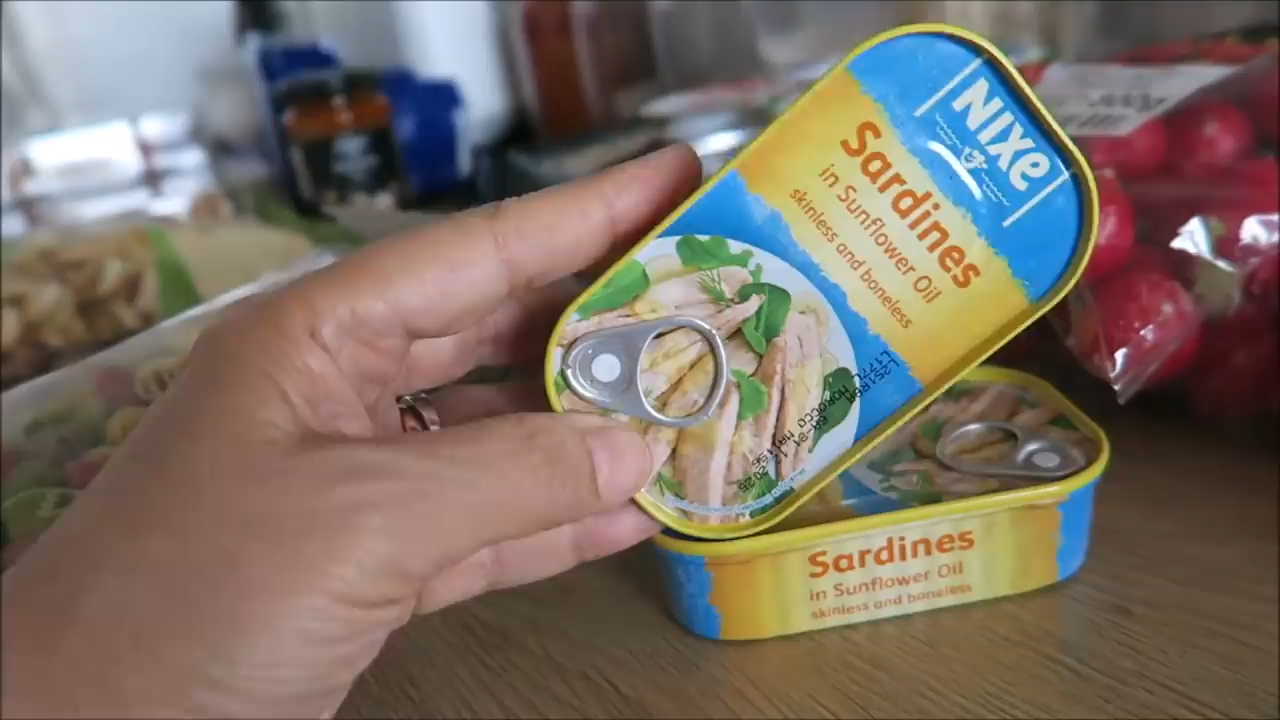 Nixe
Sardines
in Sunflower Oil
skinless and boneless
Sardines
in Sunflower Oil
skinless and boneless